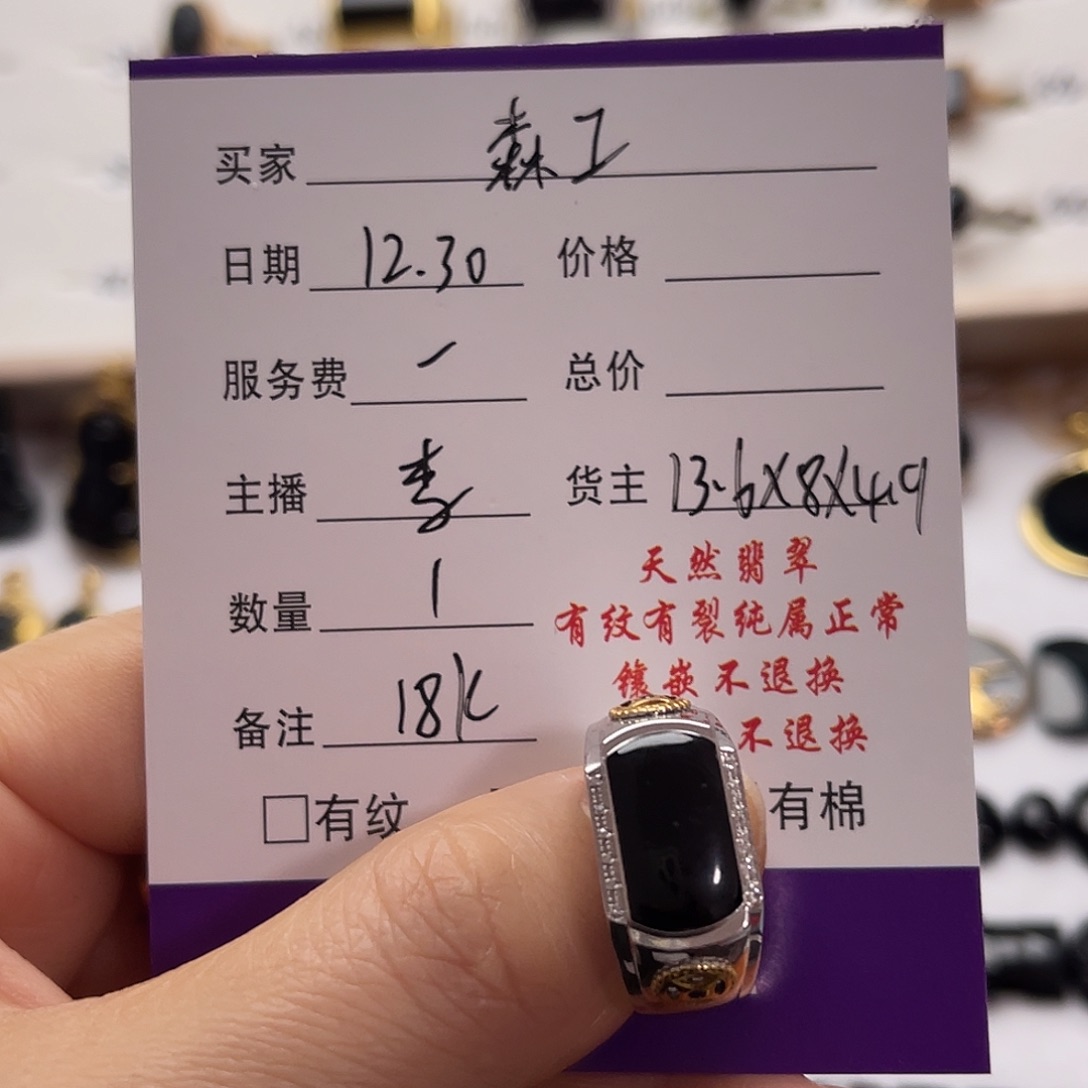 买家 森工
日期 12.30 价格
服务费 - 总价
主播 李 货主 13.6X8X4.9
数量 1
天然翡翠
有纹有裂纯属正常
备注 18K
镶嵌不退换
不退换
有纹 有棉